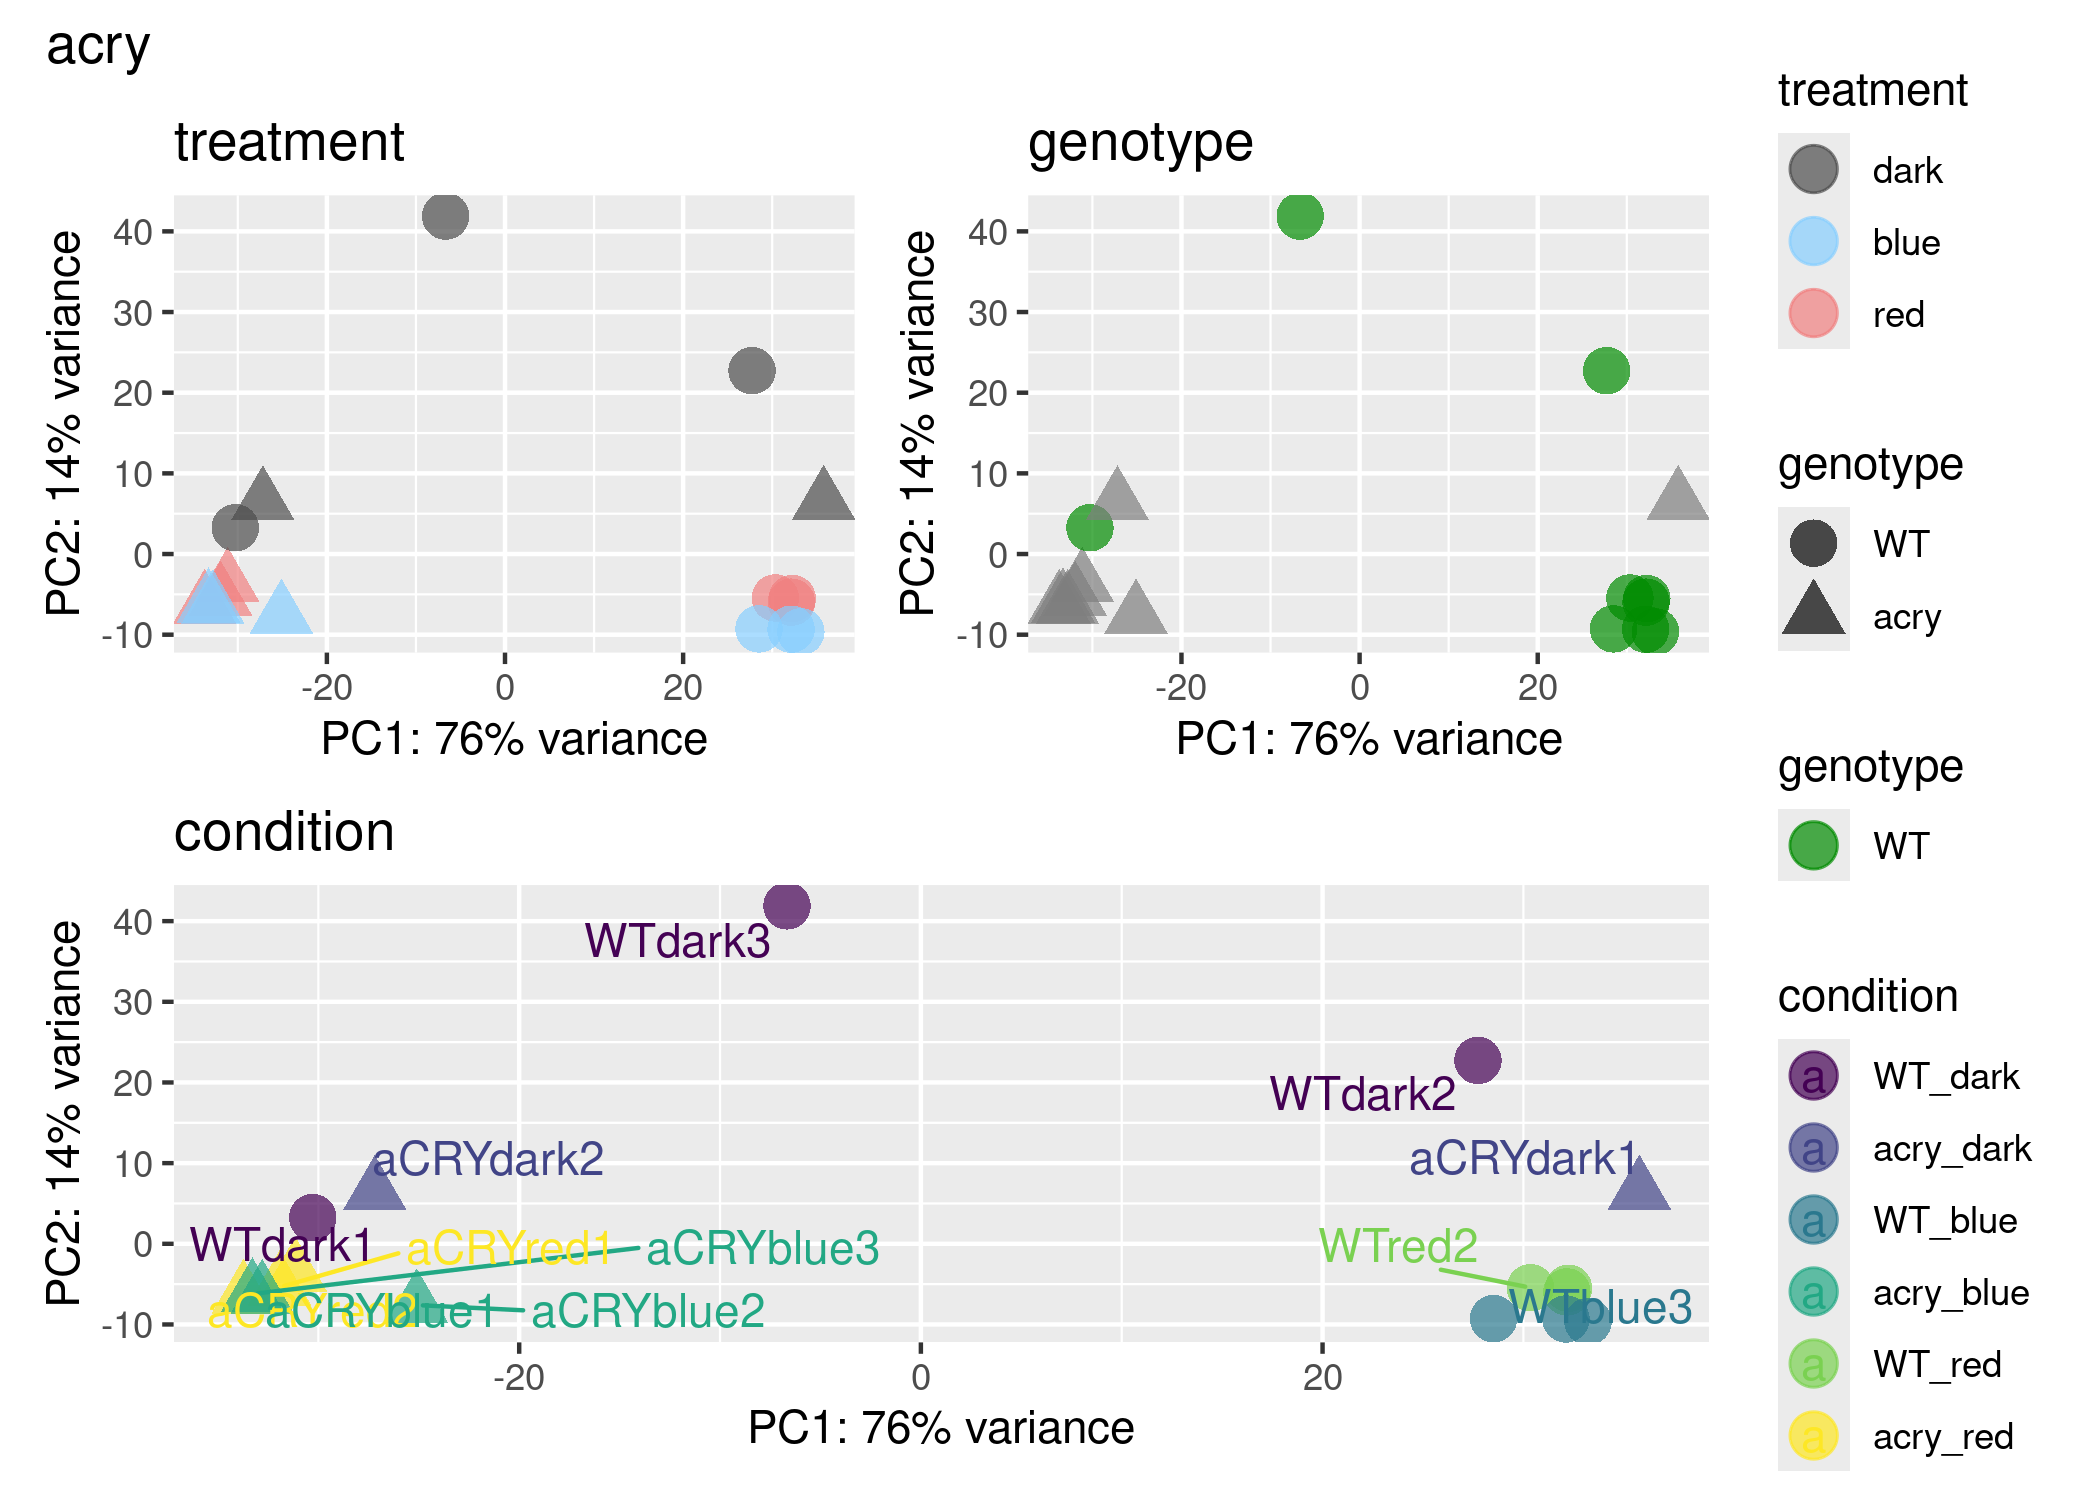 acry
treatment
PC2: 14% variance
40
30
20
10
0
-10
-20
0
20
PC1: 76% variance
genotype
PC2: 14% variance
40
30
20
10
0
-10
-20
0
20
PC1: 76% variance
condition
PC2: 14% variance
40
30
20
10
0
-10
WTdark3
WTdark2
aCRYdark2
aCRYdark1
WTdark1
aCRYred1
aCRYblue3
WTred2
aCRYred2
aCRYblue1
aCRYblue2
WTblue3
-20
0
20
PC1: 76% variance
treatment
dark
blue
red
genotype
WT
acry
genotype
WT
condition
a WT_dark
a acry_dark
a WT_blue
a acry_blue
a WT_red
a acry_red